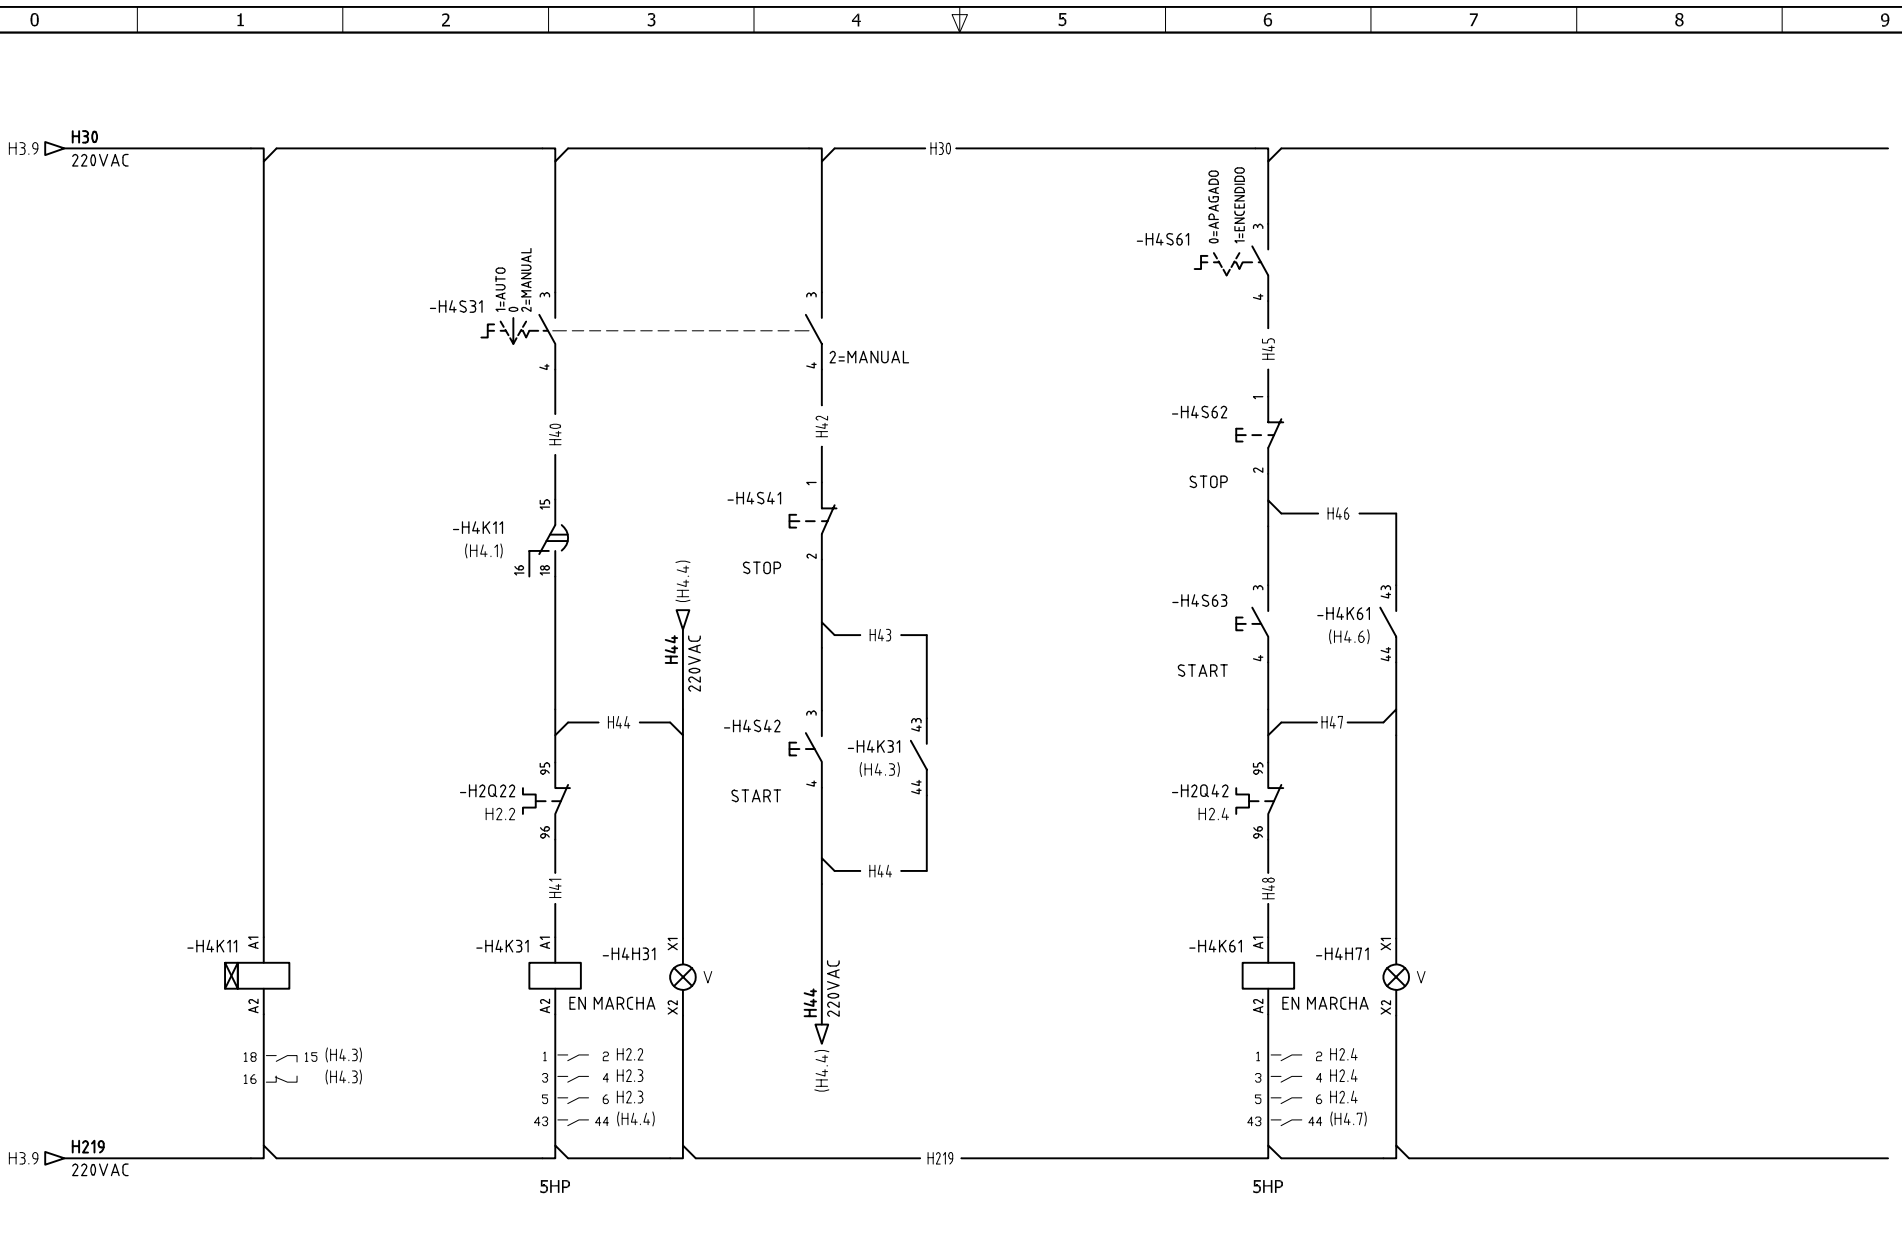 0 1 2 3 4 5 6 7 8 9
H3.9 H30
220VAC
H30
-H4S61
0=APAGADO
1=ENCENDIDO
3
4
-H4S31
1=AUTO
0
2=MANUAL
3
4
3
4
2=MANUAL
H45
H40
H42
-H4S62
1
2
STOP
-H4S41
1
2
STOP
-H4K11
(H4.1)
15
16
18
H46
(H4.4)
H44
220VAC
-H4S63
3
4
START
-H4K61
(H4.6)
43
44
H43
H44
-H4S42
3
4
START
-H4K31
(H4.3)
43
44
H47
-H2Q22
H2.2
95
96
-H2Q42
H2.4
95
96
H41
H44
H48
-H4K11
A1
A2
-H4K31
A1
A2
-H4H31
X1
X2
V
EN MARCHA
H44
220VAC
(H4.4)
-H4K61
A1
A2
-H4H71
X1
X2
V
EN MARCHA
18 15 (H4.3)
16 (H4.3)
1 2 H2.2
3 4 H2.3
5 6 H2.3
43 44 (H4.4)
1 2 H2.4
3 4 H2.4
5 6 H2.4
43 44 (H4.7)
H3.9 H219
220VAC
H219
5HP
5HP